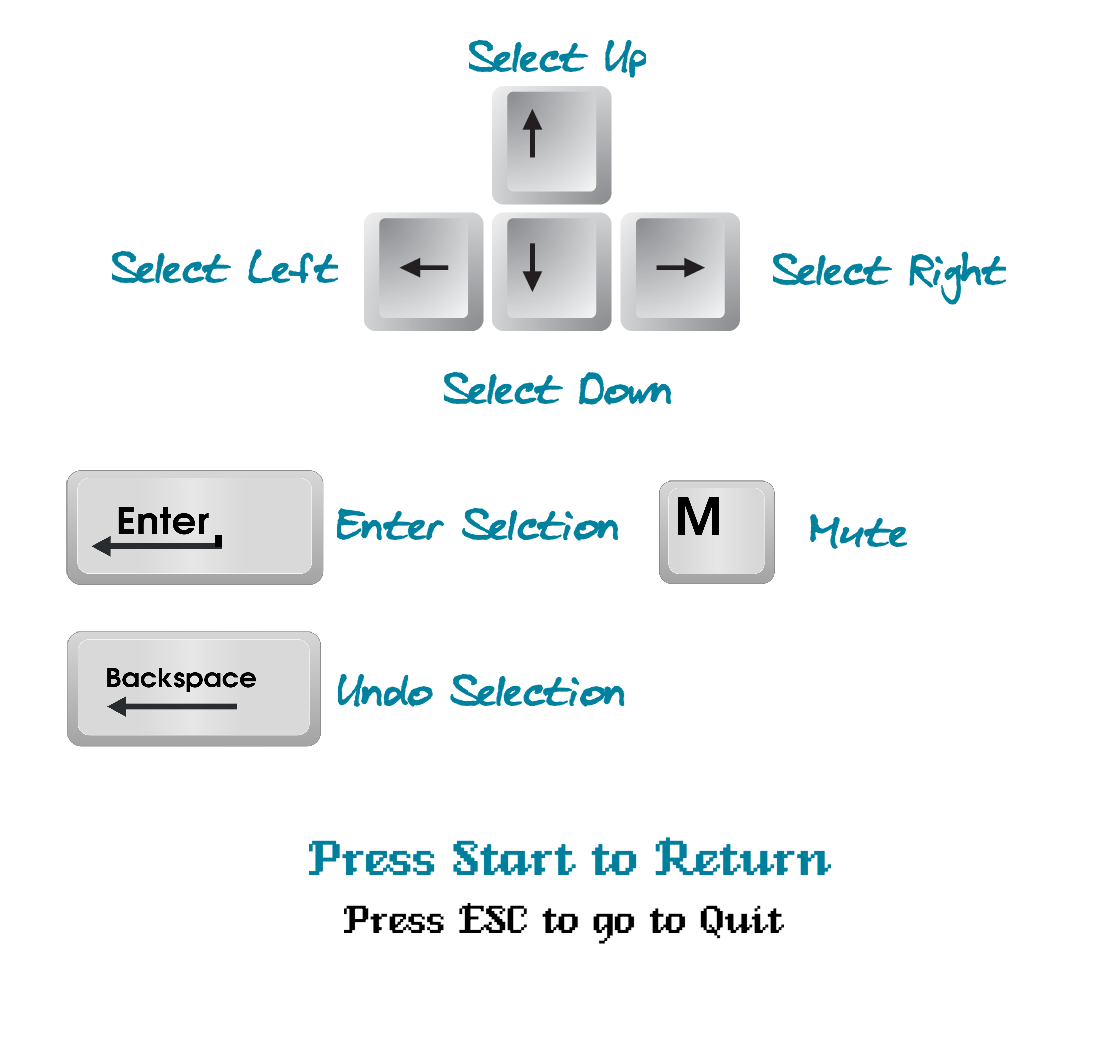 Select Up
Select Left
Select Right
Select Down
Enter
Enter Selction
M
Mute
Backspace
Undo Selection
Press Start to Return
Press ESC to go to Quit